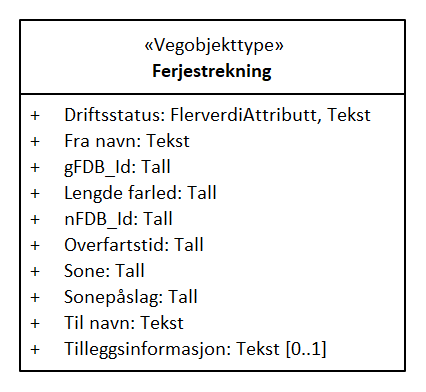 «Vegobjekttype»
Ferjestrekning
+ Driftsstatus: FlerverdiAttributt, Tekst
+ Fra navn: Tekst
+ gFDB_Id: Tall
+ Lengde farled: Tall
+ nFDB_Id: Tall
+ Overfartstid: Tall
+ Sone: Tall
+ Sonepåslag: Tall
+ Til navn: Tekst
+ Tilleggsinformasjon: Tekst [0..1]